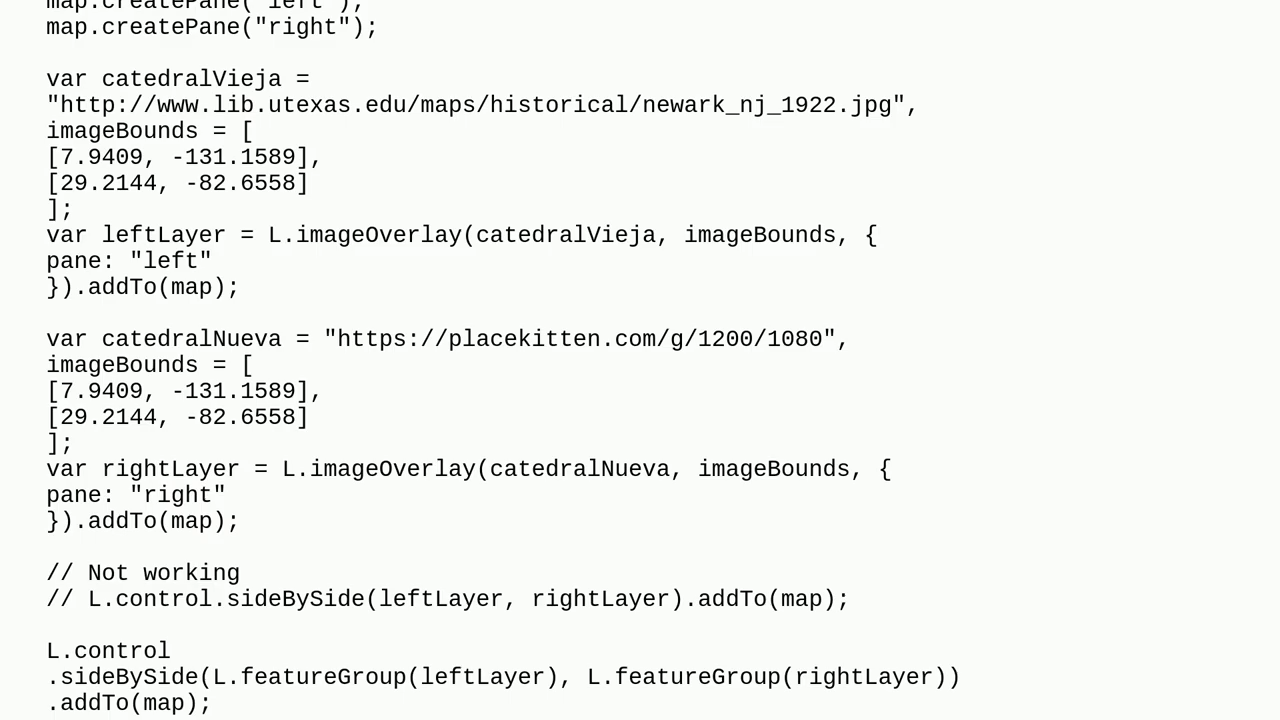 map.createPane("left");
map.createPane("right");
var catedralVieja =
"http://www.lib.utexas.edu/maps/historical/newark_nj_1922.jpg",
imageBounds = [
[7.9409, -131.1589],
[29.2144, -82.6558]
];
var leftLayer = L.imageOverlay(catedralVieja, imageBounds, {
pane: "left"
}).addTo(map);
var catedralNueva = "https://placekitten.com/g/1200/1080",
imageBounds = [
[7.9409, -131.1589],
[29.2144, -82.6558]
];
var rightLayer = L.imageOverlay(catedralNueva, imageBounds, {
pane: "right"
}).addTo(map);
// Not working
// L.control.sideBySide(leftLayer, rightLayer).addTo(map);
L.control
.sideBySide(L.featureGroup(leftLayer), L.featureGroup(rightLayer))
.addTo(map);